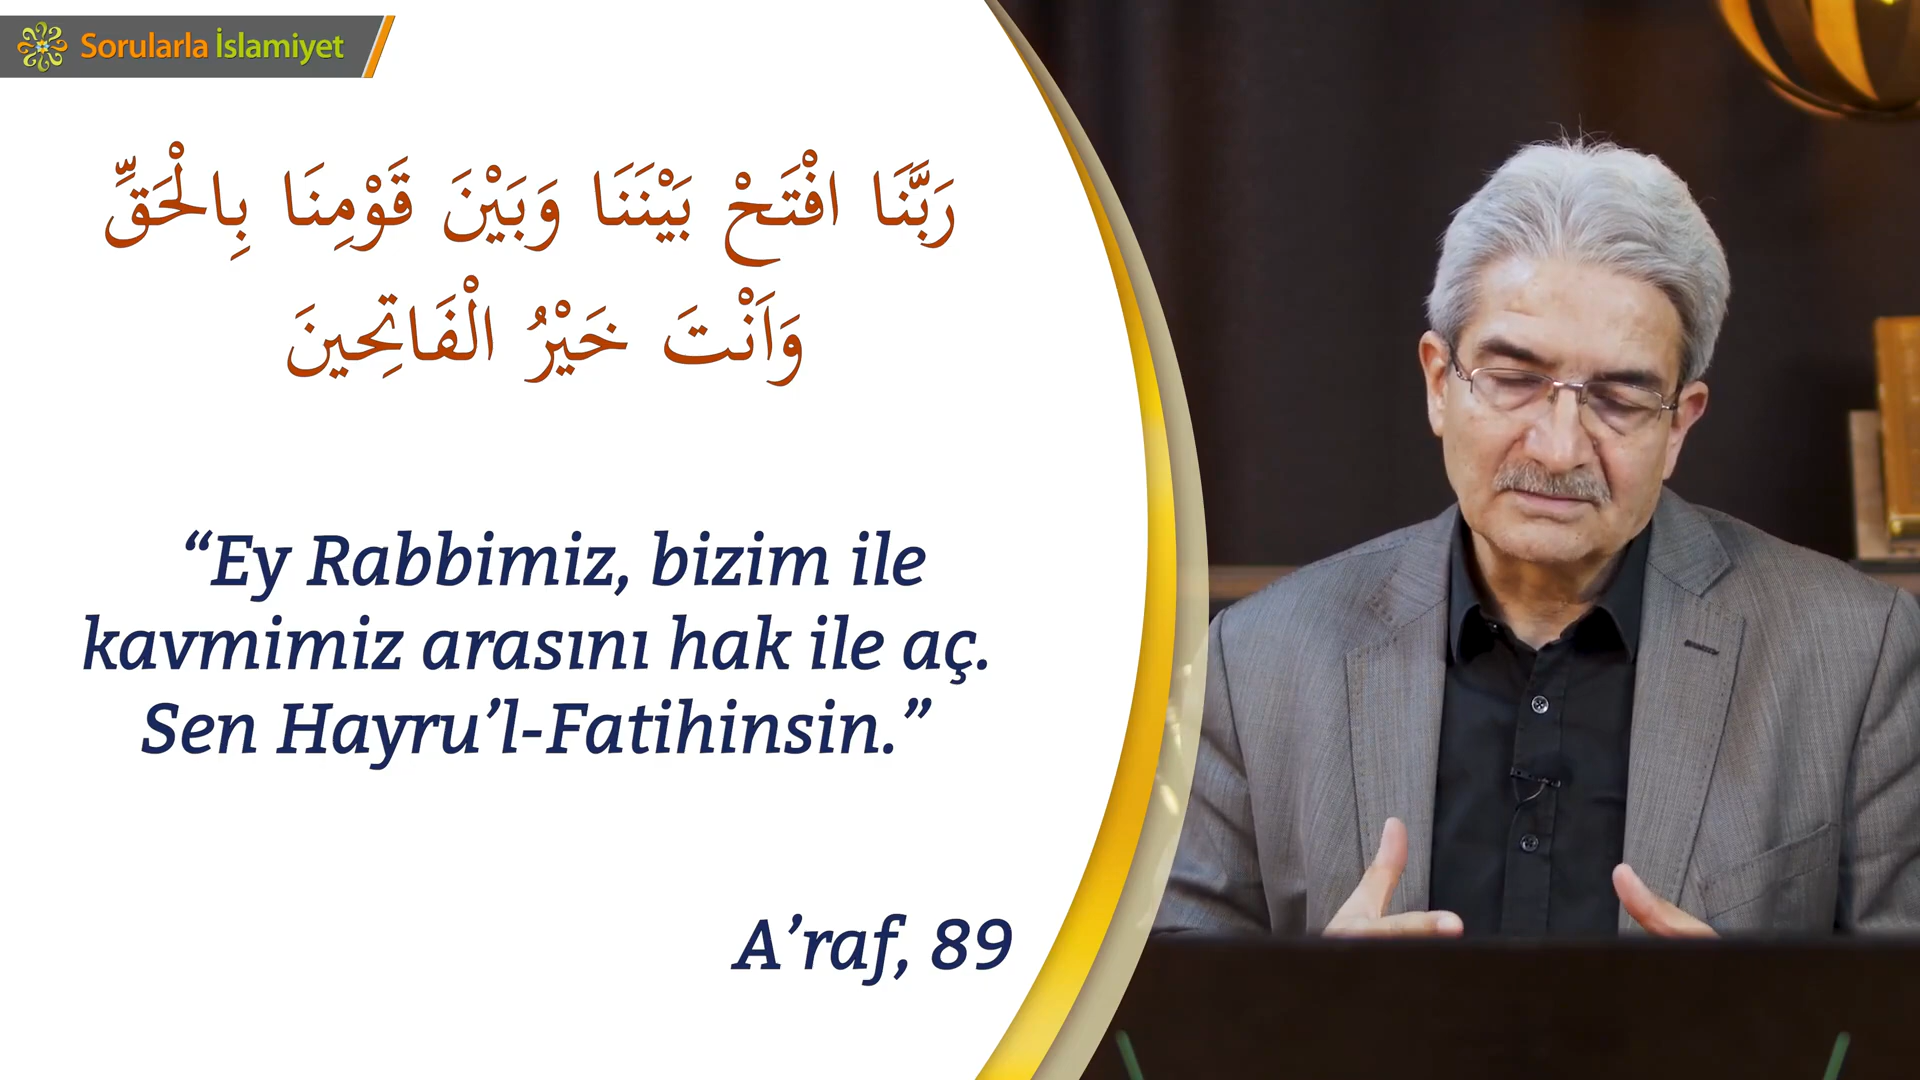 Sorularla İslamiyet
رَبَّنَا افْتَحْ بَيْنَنَا وَبَيْنَ قَوْمِنَا بِالْحَقِّ
وَاَنْتَ خَيْرُ الْفَاتِحِينَ
“Ey Rabbimiz, bizim ile
kavmimiz arasını hak ile aç.
Sen Hayru’l-Fatihinsin.”
A’raf, 89